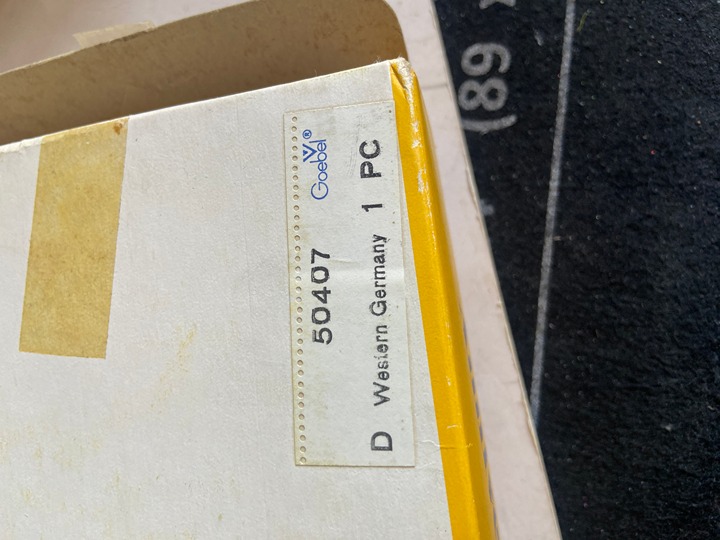 50407 Goebel®
D Western Germany 1 PC
(89 x